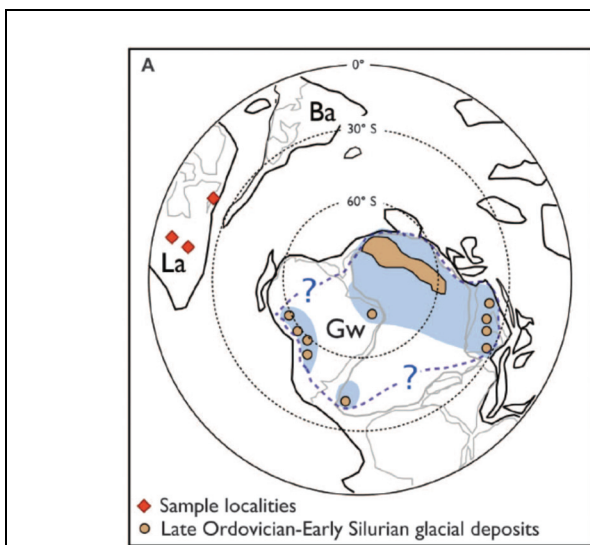 A
0°
Ba
30° S
60° S
La
?
Gw
?
Sample localities
Late Ordovician-Early Silurian glacial deposits